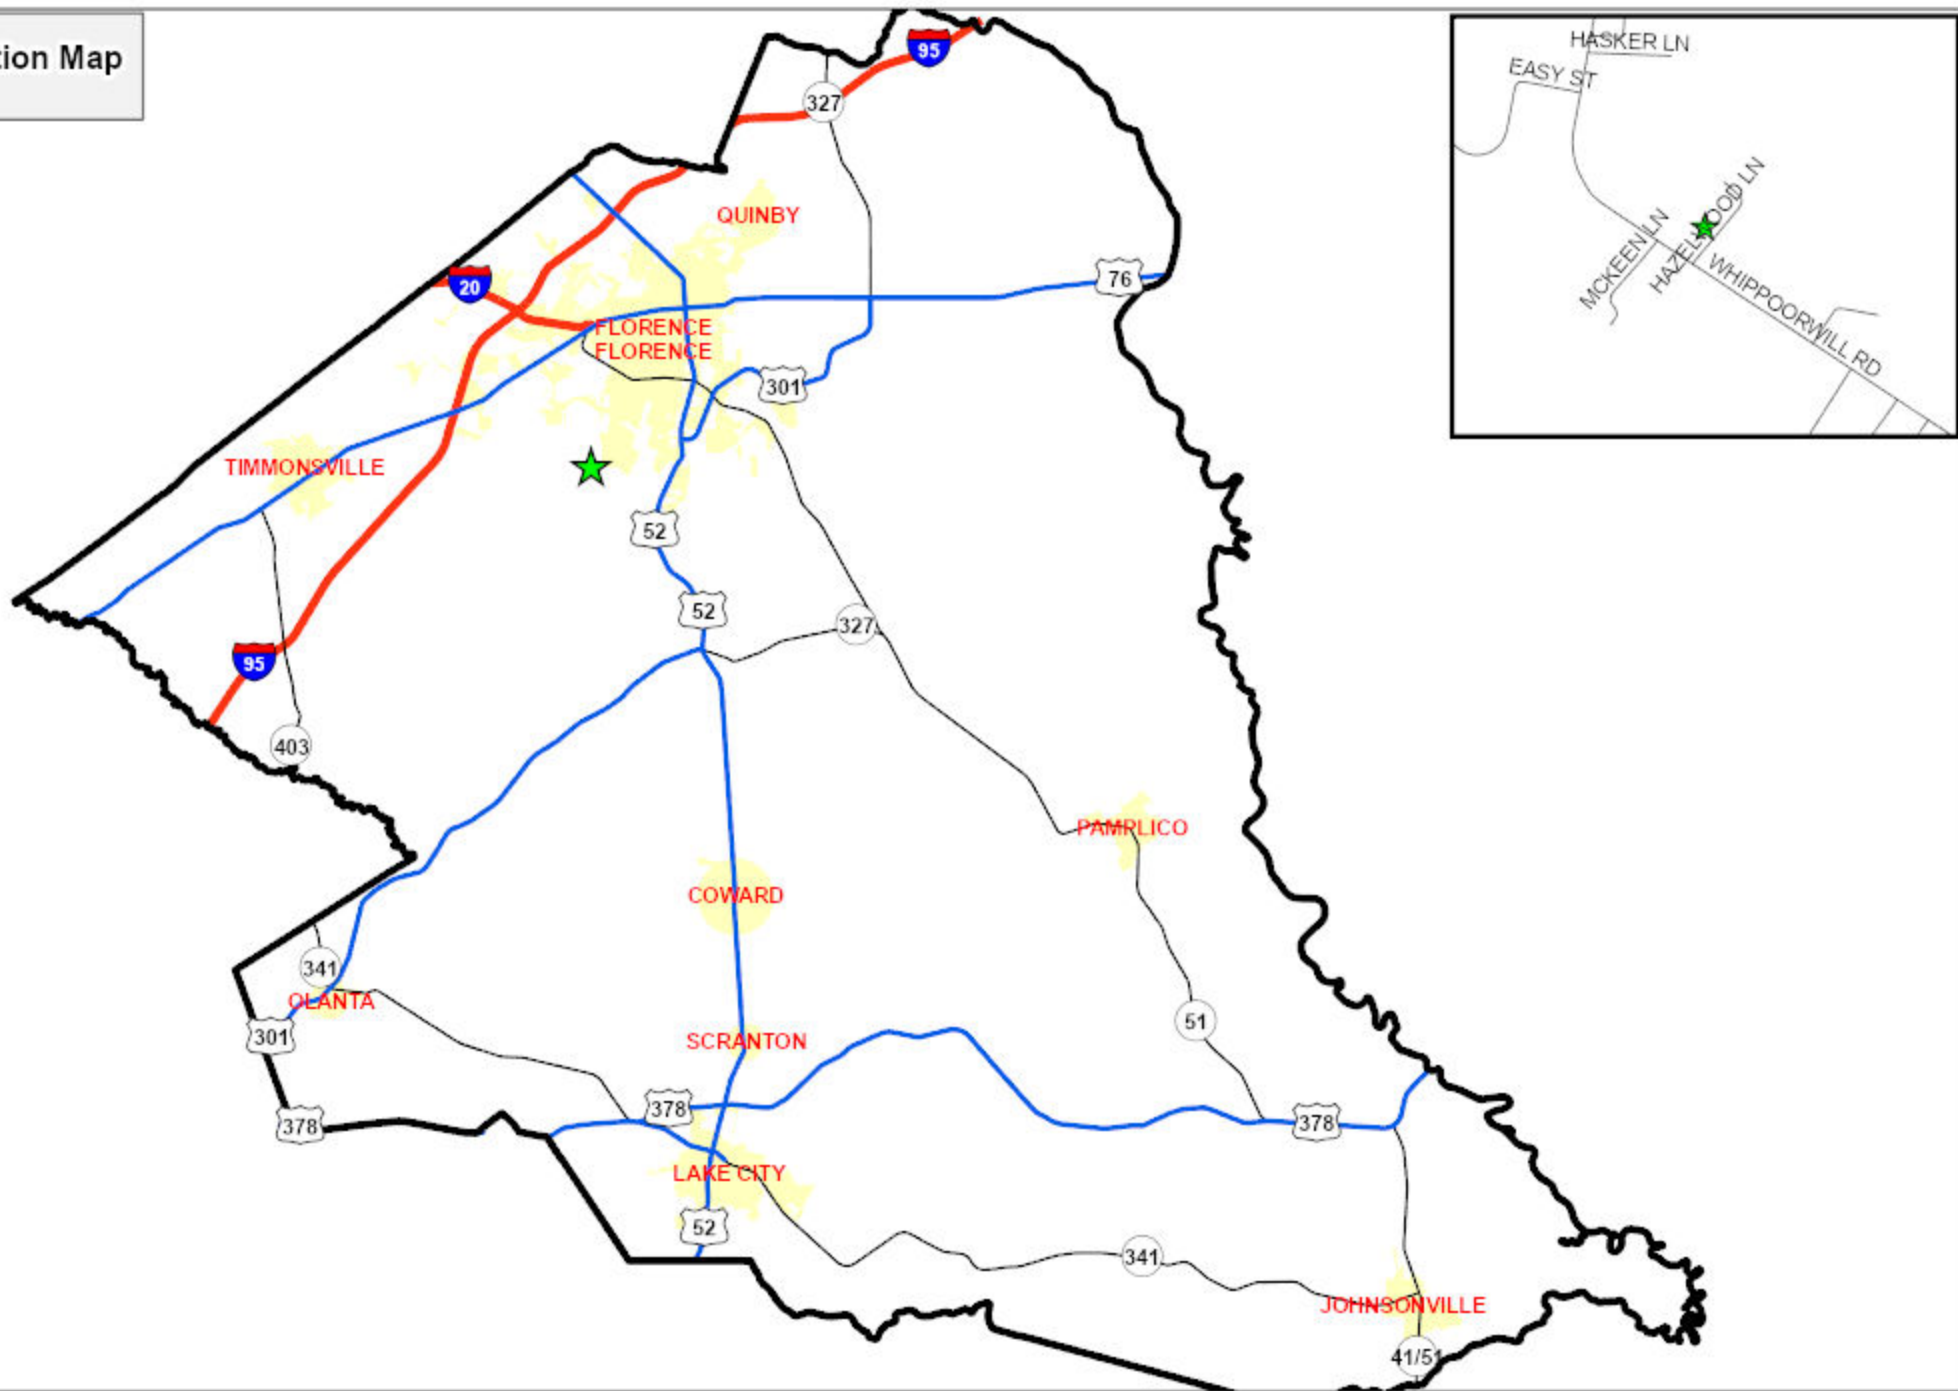 tion Map
95
327
HASKER LN
EASY ST
HAZELWOOD LN
MCKEEN LN
WHIPPOORWILL RD
QUINBY
20
76
FLORENCE
FLORENCE
301
TIMMONSVILLE
52
52
327
95
403
PAMPLICO
COWARD
341
OLANTA
301
51
SCRANTON
378
378
378
LAKE CITY
52
341
JOHNSONVILLE
41/51